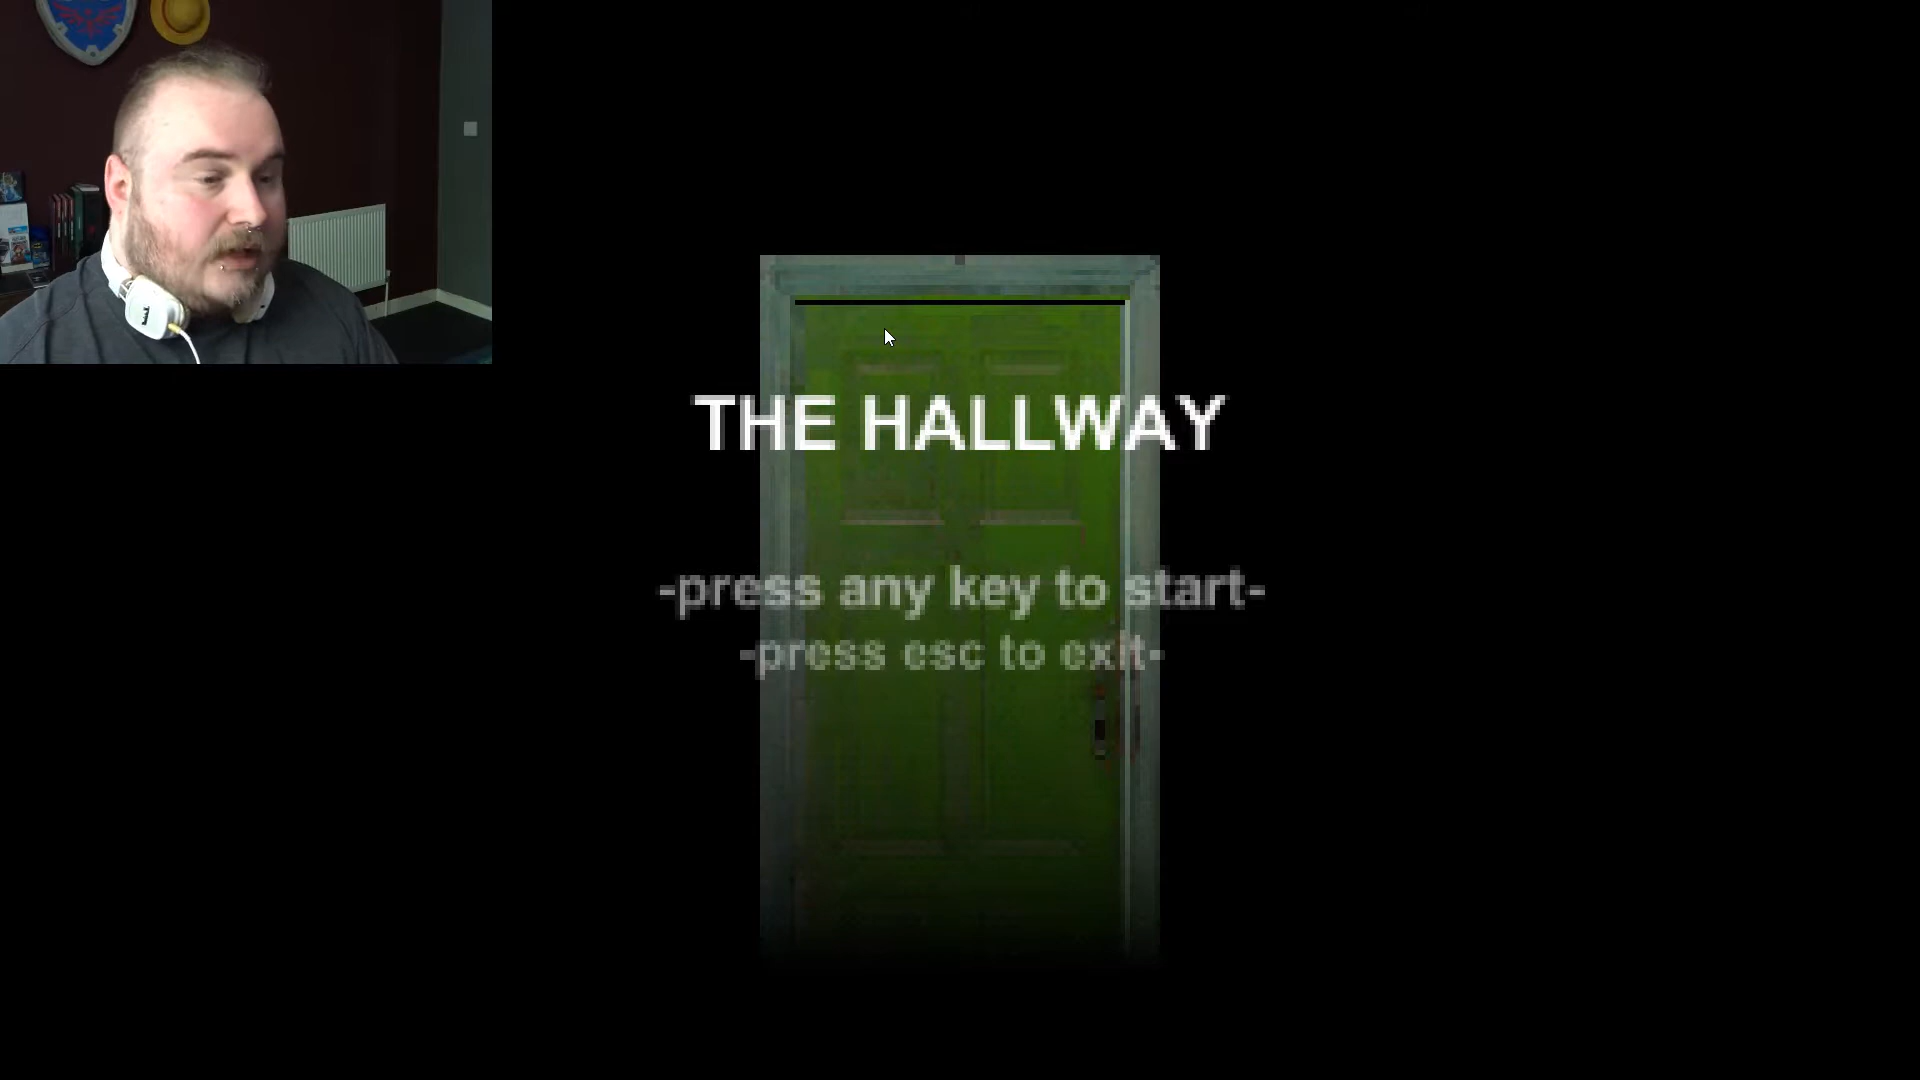 THE HALLWAY
-press any key to start-
-press esc to exit-